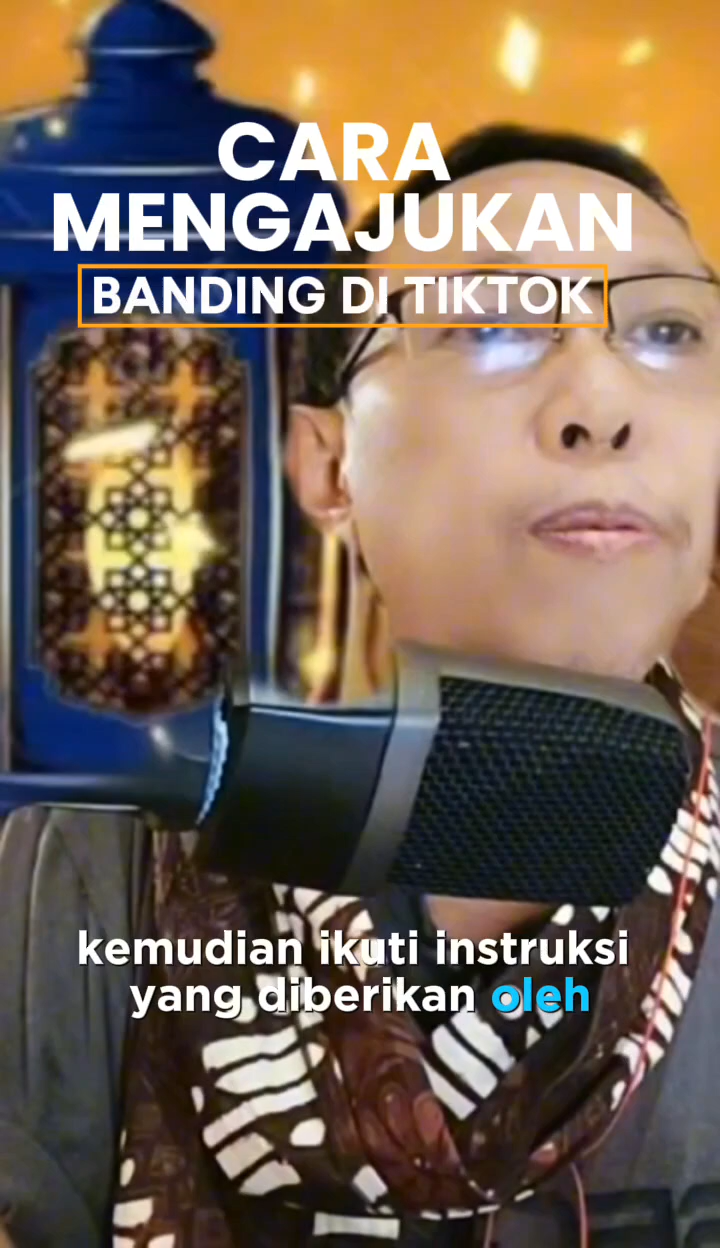 CARA
MENGAJUKAN
BANDING DI TIKTOK
kemudian ikuti instruksi
yang diberikan oleh